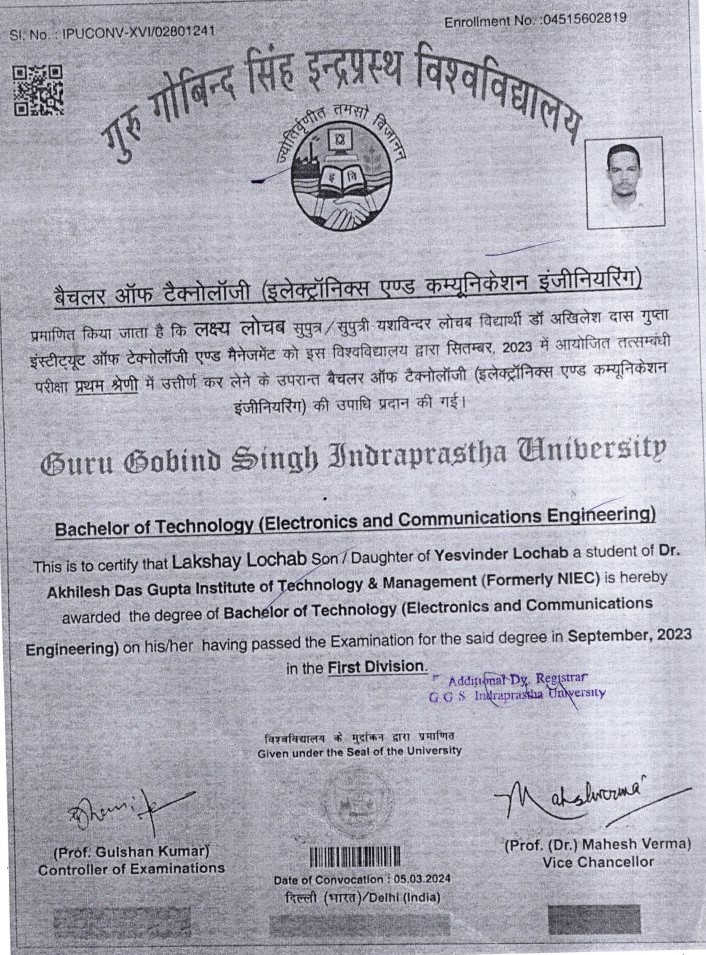 Sl. No. : IPUCONV-XVI/02801241
Enrollment No. :04515602819
गुरु गोबिन्द सिंह इन्द्रप्रस्थ विश्वविद्यालय
ज्योतिर्वृणीत तमसो विजानन
इ वि
बैचलर ऑफ टैक्नोलॉजी (इलेक्ट्रॉनिक्स एण्ड कम्यूनिकेशन इंजीनियरिंग)
प्रमाणित किया जाता है कि लक्ष्य लोचब सुपुत्र/सुपुत्री यशविन्दर लोचब विद्यार्थी डॉ अखिलेश दास गुप्ता
इंस्टीट्यूट ऑफ टेक्नोलॉजी एण्ड मैनेजमेंट को इस विश्वविद्यालय द्वारा सितम्बर, 2023 में आयोजित तत्सम्बंधी
परीक्षा प्रथम श्रेणी में उत्तीर्ण कर लेने के उपरान्त बैचलर ऑफ टैक्नोलॉजी (इलेक्ट्रॉनिक्स एण्ड कम्यूनिकेशन
इंजीनियरिंग) की उपाधि प्रदान की गई।
Guru Gobind Singh Indraprastha University
Bachelor of Technology (Electronics and Communications Engineering)
This is to certify that Lakshay Lochab Son / Daughter of Yesvinder Lochab a student of Dr.
Akhilesh Das Gupta Institute of Technology & Management (Formerly NIEC) is hereby
awarded the degree of Bachelor of Technology (Electronics and Communications
Engineering) on his/her having passed the Examination for the said degree in September, 2023
in the First Division.
Additional Dy. Registrar
G G S Indraprastha University
विश्वविद्यालय के मुद्रांकन द्वारा प्रमाणित
Given under the Seal of the University
(Prof. Gulshan Kumar)
Controller of Examinations
(Prof. (Dr.) Mahesh Verma)
Vice Chancellor
Date of Convocation : 05.03.2024
दिल्ली (भारत)/Delhi (India)